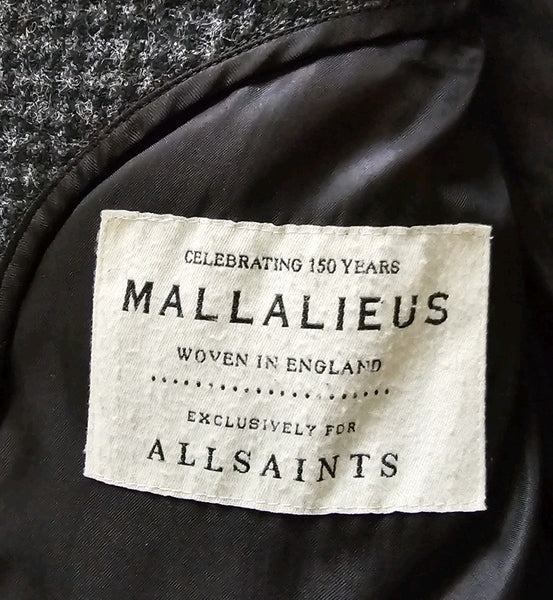 CELEBRATING 150 YEARS
MALLALIEUS
WOVEN IN ENGLAND
EXCLUSIVELY FOR
ALLSAINTS